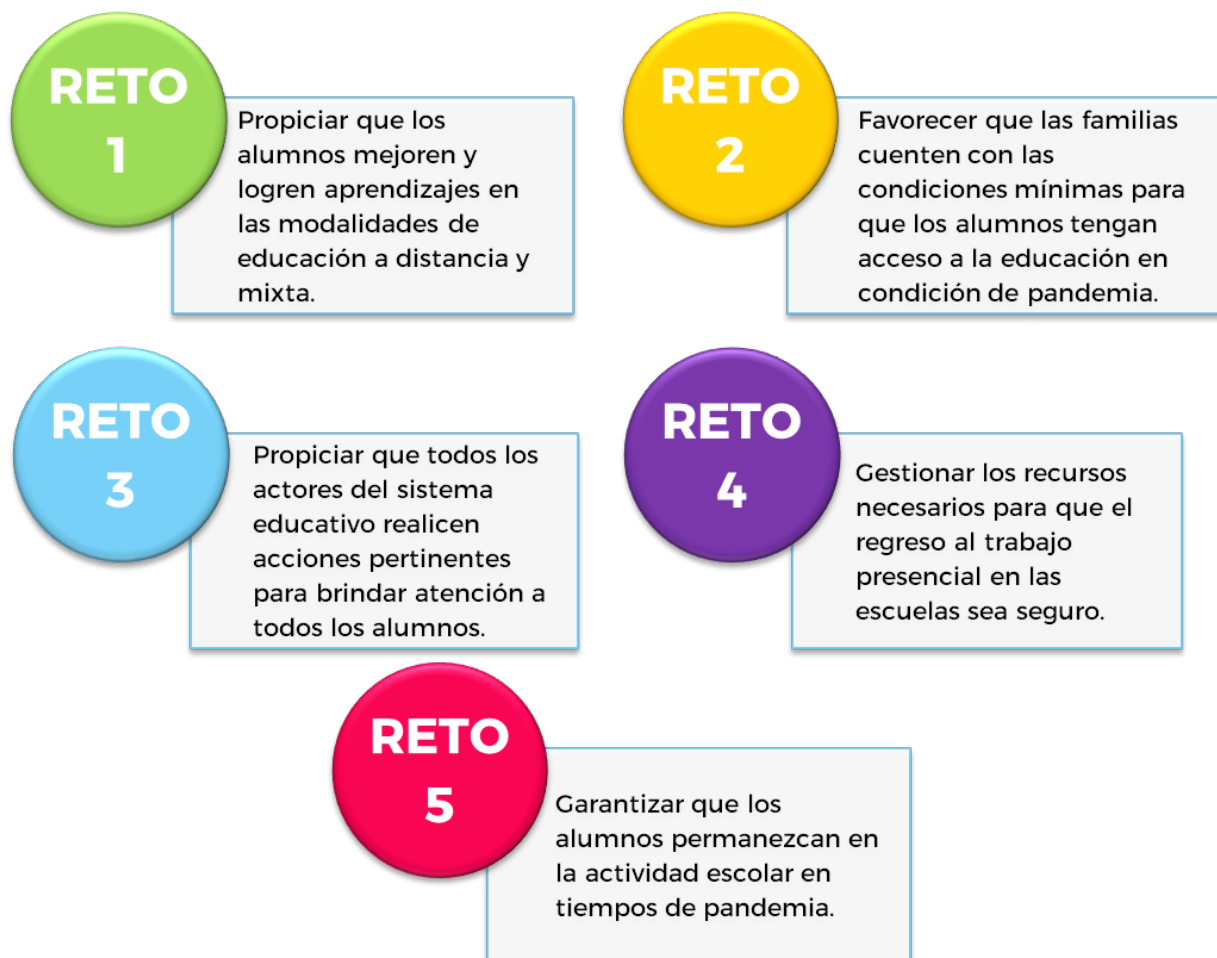 RETO
1
Propiciar que los
alumnos mejoren y
logren aprendizajes en
las modalidades de
educación a distancia y
mixta.
RETO
2
Favorecer que las familias
cuenten con las
condiciones mínimas para
que los alumnos tengan
acceso a la educación en
condición de pandemia.
RETO
3
Propiciar que todos los
actores del sistema
educativo realicen
acciones pertinentes
para brindar atención a
todos los alumnos.
RETO
4
Gestionar los recursos
necesarios para que el
regreso al trabajo
presencial en las
escuelas sea seguro.
RETO
5
Garantizar que los
alumnos permanezcan en
la actividad escolar en
tiempos de pandemia.